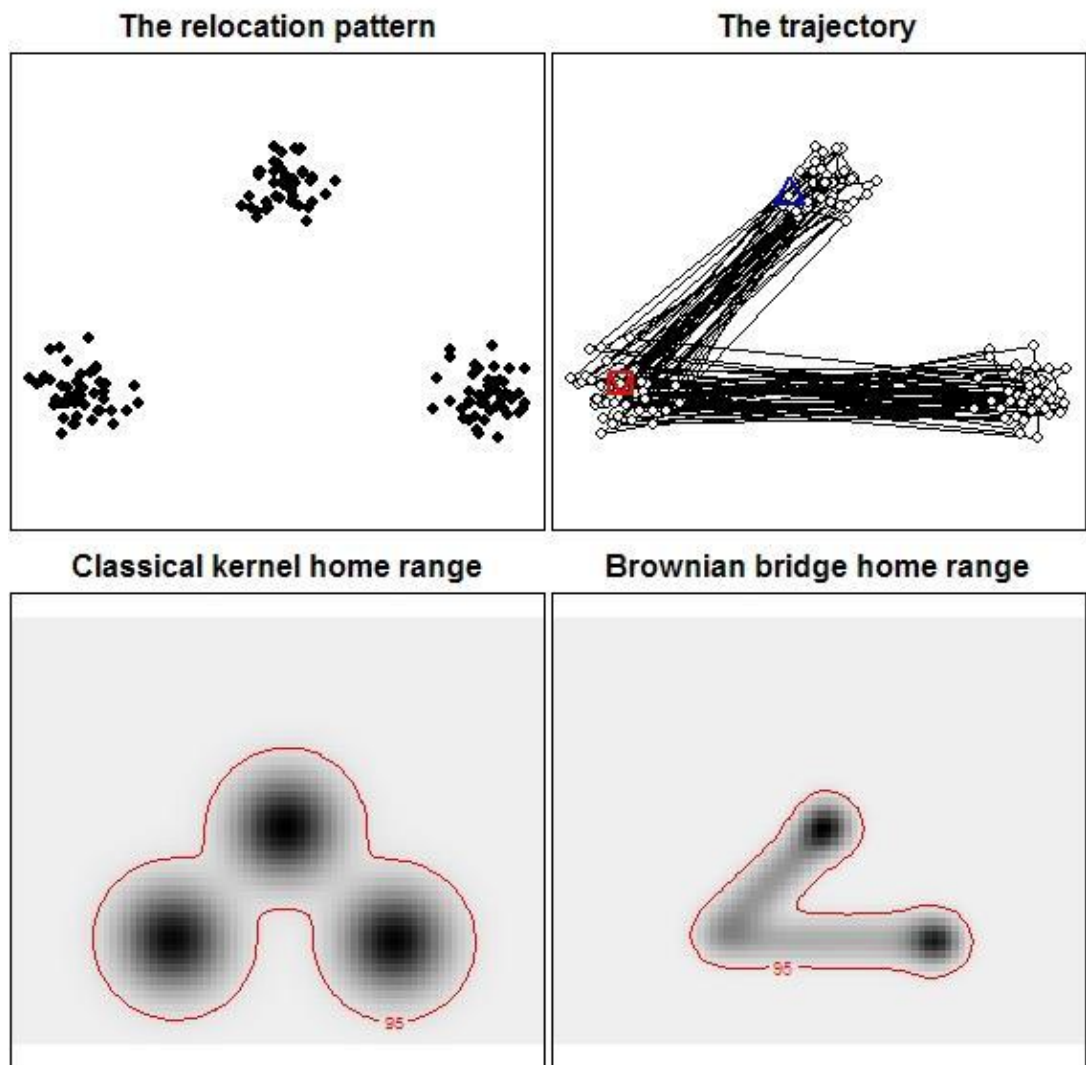 The relocation pattern
The trajectory
Classical kernel home range
Brownian bridge home range
95
95